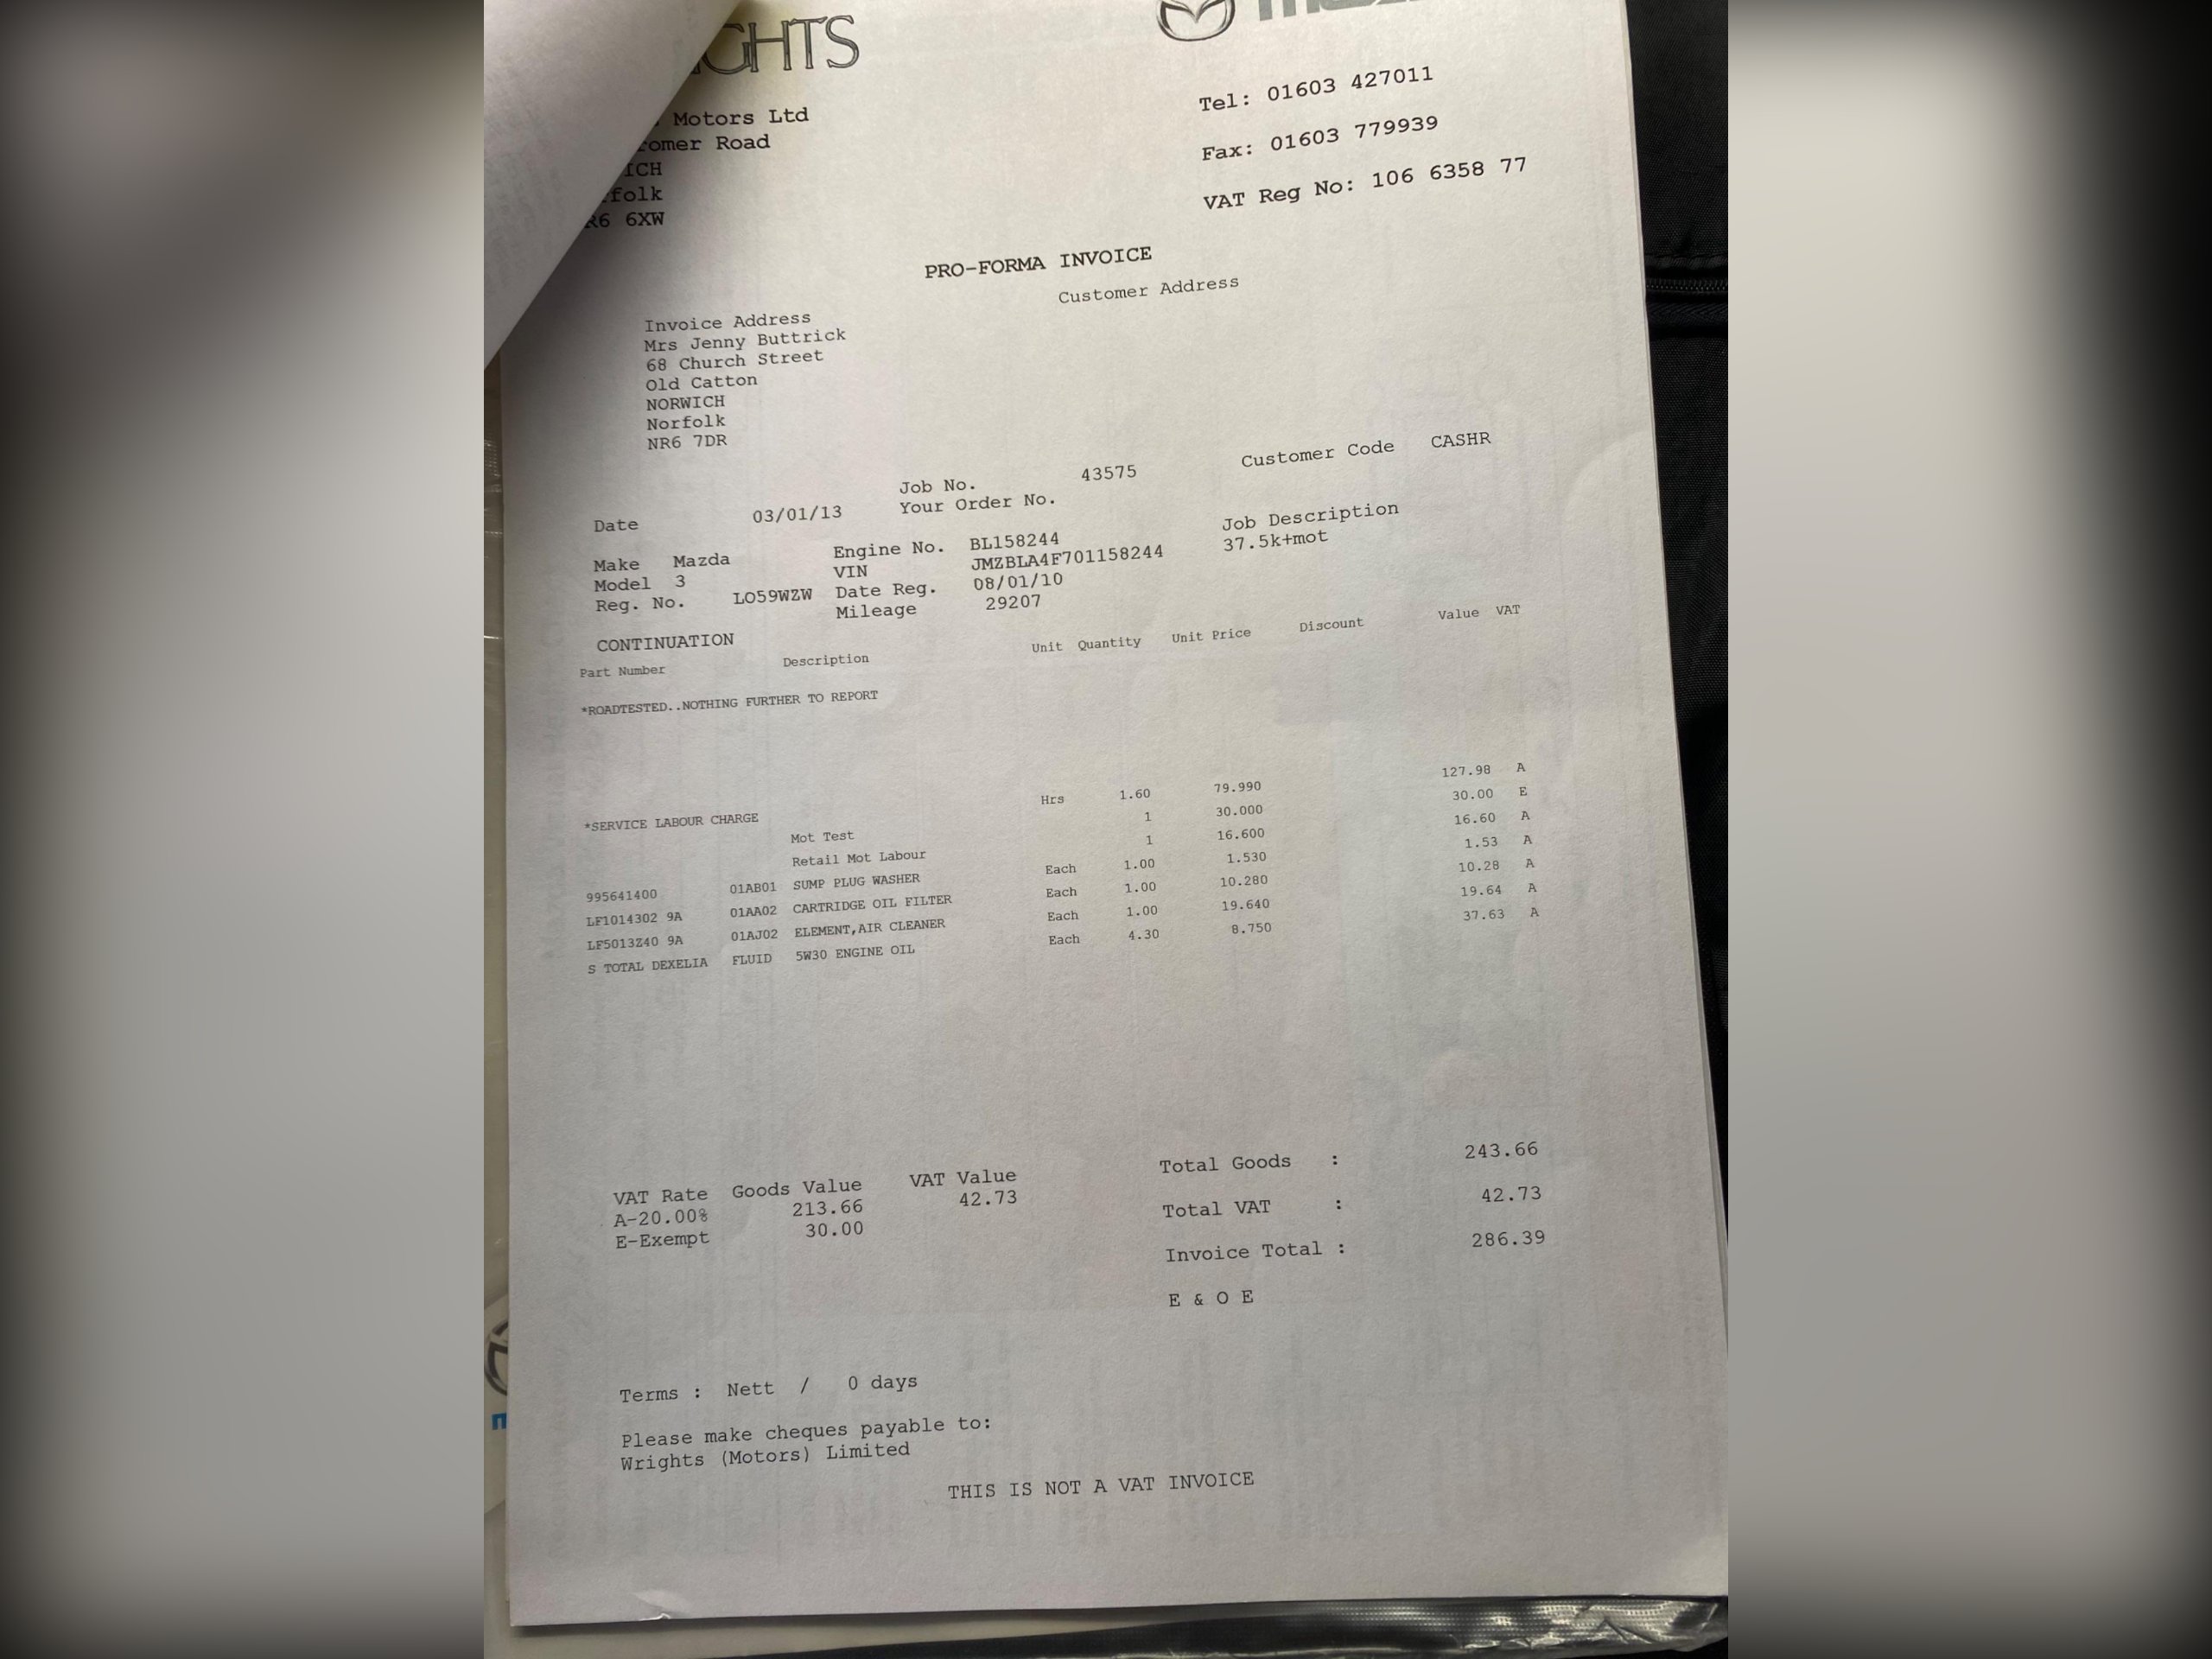 GHTS
Motors Ltd
romer Road
ICH
folk
R6 6XW
Tel: 01603 427011
Fax: 01603 779939
VAT Reg No: 106 6358 77
PRO-FORMA INVOICE
Customer Address
Invoice Address
Mrs Jenny Buttrick
68 Church Street
Old Catton
NORWICH
Norfolk
NR6 7DR
Date 03/01/13 Job No. 43575 Customer Code CASHR
Your Order No.
Make Mazda Engine No. BL158244 Job Description
Model 3 VIN JMZBLA4F701158244 37.5k+mot
Reg. No. LO59WZW Date Reg. 08/01/10
Mileage 29207
CONTINUATION
Part Number Description Unit Quantity Unit Price Discount Value VAT
*ROADTESTED..NOTHING FURTHER TO REPORT
*SERVICE LABOUR CHARGE Hrs 1.60 79.990 127.98 A
Mot Test 1 30.000 30.00 E
Retail Mot Labour 1 16.600 16.60 A
995641400 01AB01 SUMP PLUG WASHER Each 1.00 1.530 1.53 A
LF1014302 9A 01AA02 CARTRIDGE OIL FILTER Each 1.00 10.280 10.28 A
LF5013Z40 9A 01AJ02 ELEMENT,AIR CLEANER Each 1.00 19.640 19.64 A
S TOTAL DEXELIA FLUID 5W30 ENGINE OIL Each 4.30 8.750 37.63 A
VAT Rate Goods Value VAT Value
A-20.00% 213.66 42.73
E-Exempt 30.00
Total Goods : 243.66
Total VAT : 42.73
Invoice Total : 286.39
E & O E
Terms : Nett / 0 days
Please make cheques payable to:
Wrights (Motors) Limited
THIS IS NOT A VAT INVOICE